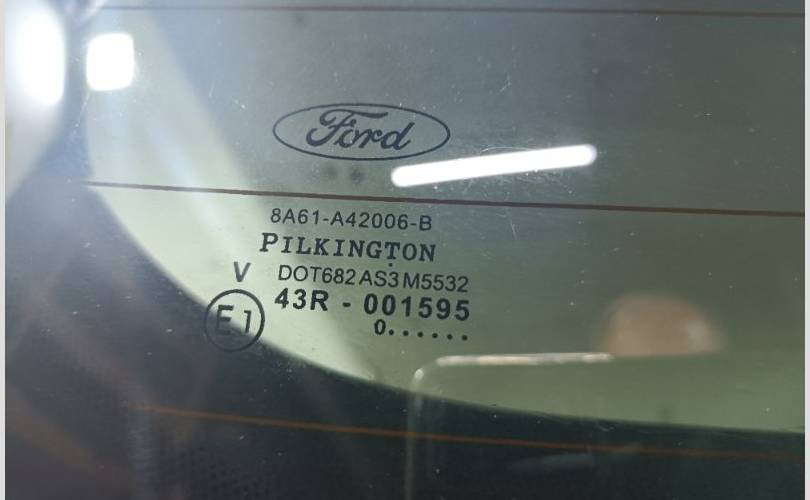 Ford
8A61-A42006-B
PILKINGTON
V DOT682 AS3 M5532
E1 43R - 001595
0......